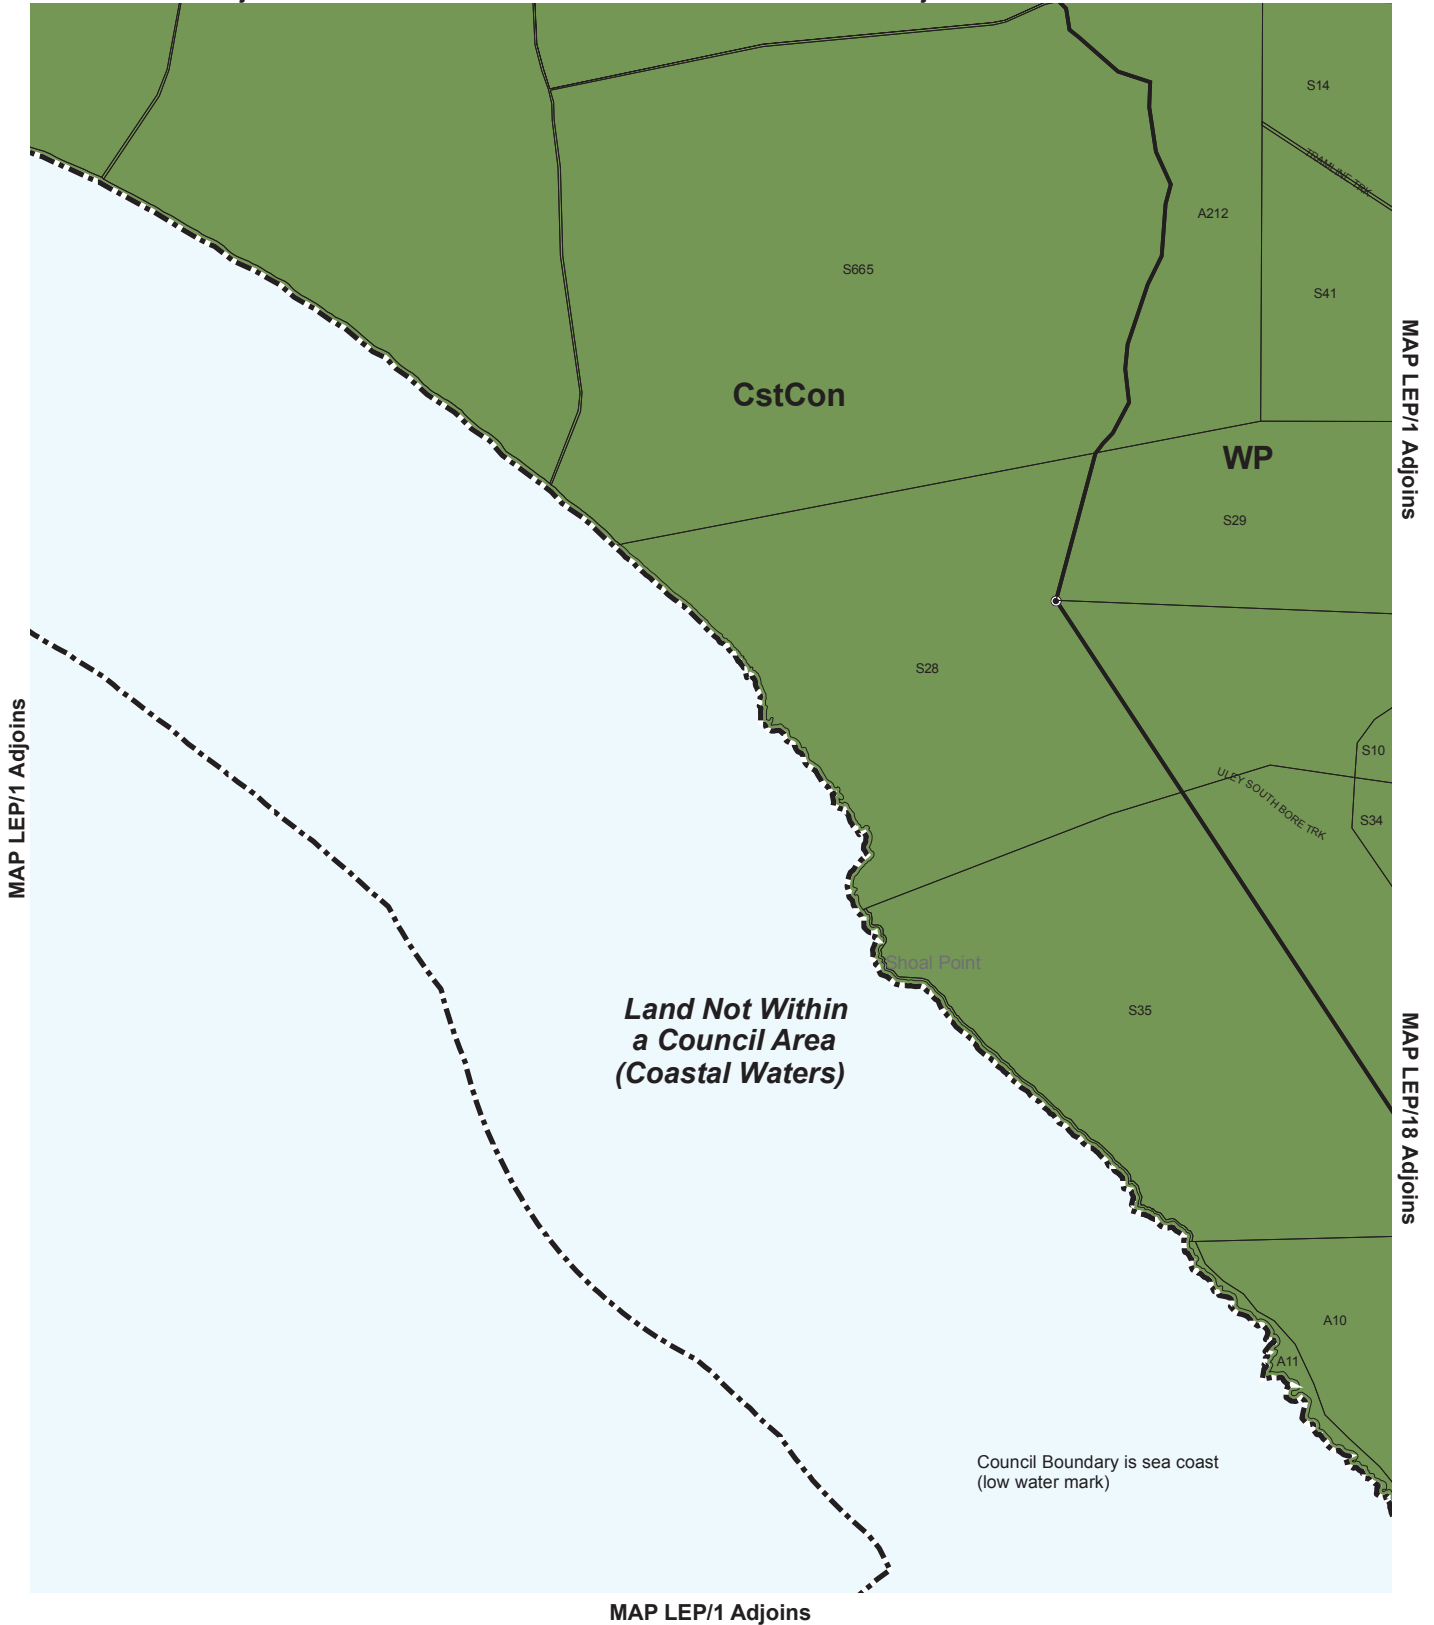 S14
TRAMLINE TRK
A212
S665
S41
MAP LEP/1 Adjoins
CstCon
WP
S29
S28
MAP LEP/1 Adjoins
S10
ULEY SOUTH BORE TRK
S34
Shoal Point
Land Not Within
a Council Area
(Coastal Waters)
S35
MAP LEP/18 Adjoins
A10
A11
Council Boundary is sea coast
(low water mark)
MAP LEP/1 Adjoins